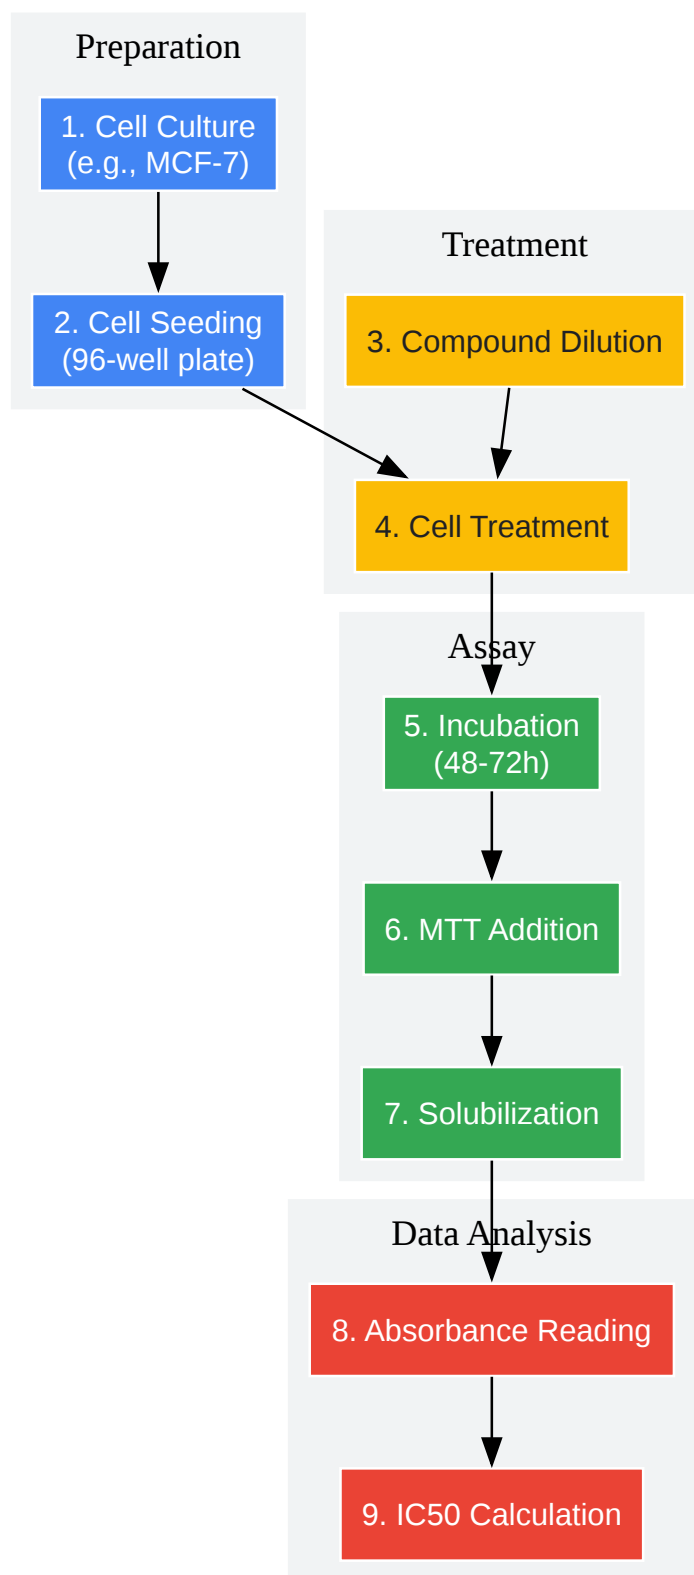 Preparation
1. Cell Culture
(e.g., MCF-7)
2. Cell Seeding
(96-well plate)
Treatment
3. Compound Dilution
4. Cell Treatment
Assay
5. Incubation
(48-72h)
6. MTT Addition
7. Solubilization
Data Analysis
8. Absorbance Reading
9. IC50 Calculation